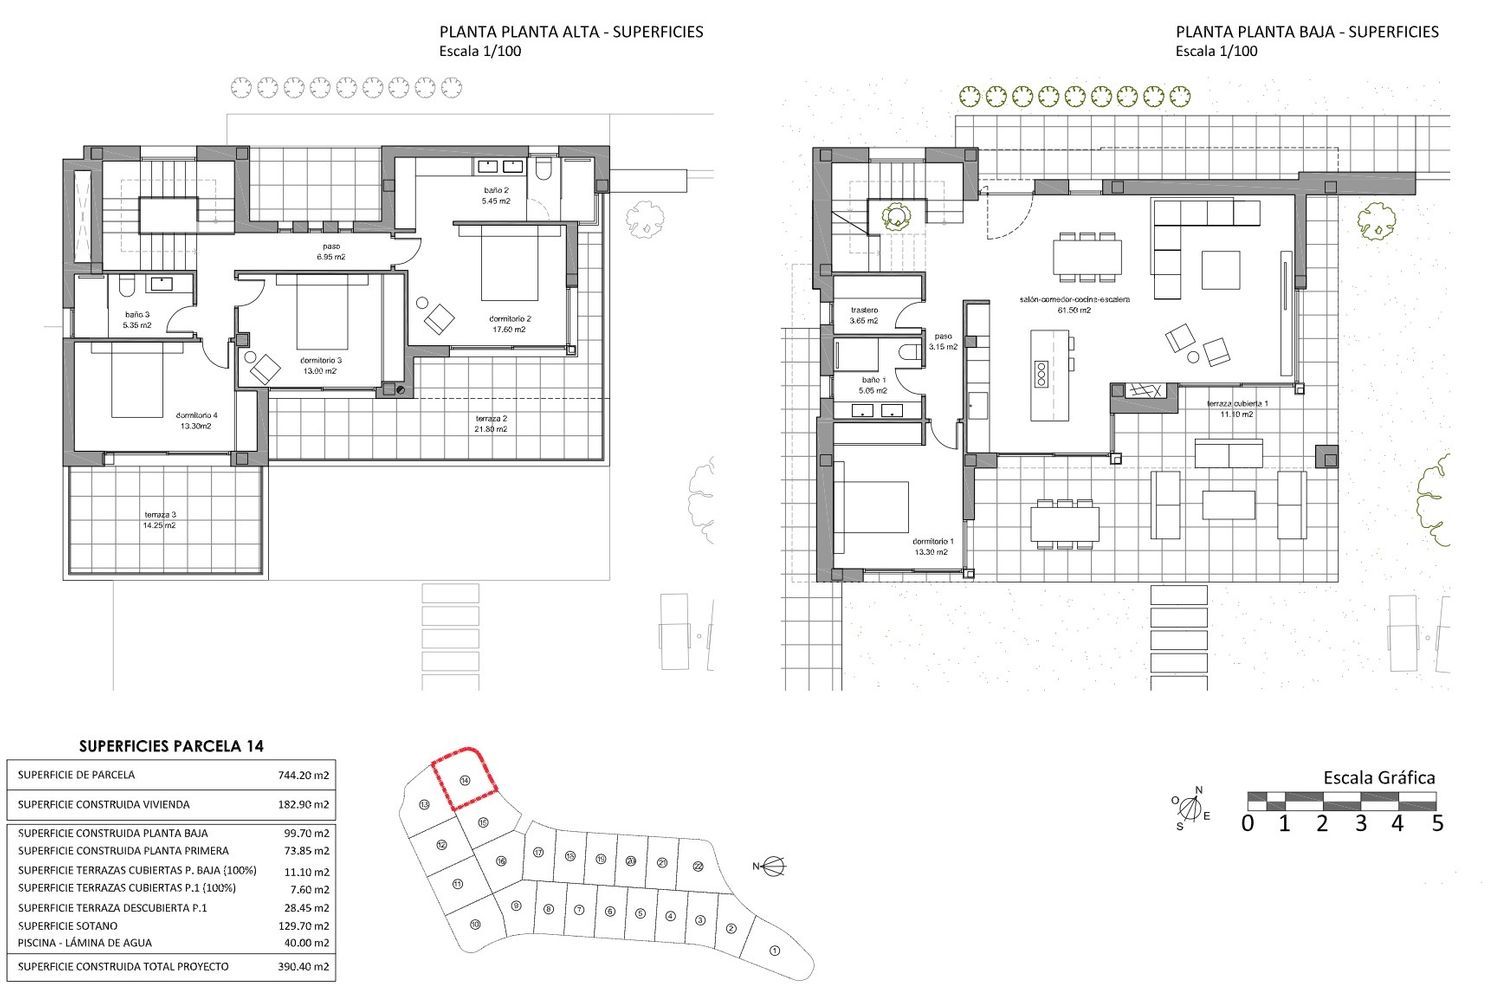 PLANTA PLANTA ALTA - SUPERFICIES
Escala 1/100
PLANTA PLANTA BAJA - SUPERFICIES
Escala 1/100
baño 2
5.45 m2
paso
6.95 m2
baño 3
5.35 m2
dormitorio 2
17.60 m2
dormitorio 3
13.00 m2
dormitorio 4
13.30m2
terraza 2
21.80 m2
terraza 3
14.25 m2
salón-comedor-cocina-escalera
61.50 m2
trastero
3.65 m2
paso
3.15 m2
baño 1
5.05 m2
terraza cubierta 1
11.10 m2
dormitorio 1
13.30 m2
SUPERFICIES PARCELA 14
SUPERFICIE DE PARCELA 744.20 m2
SUPERFICIE CONSTRUIDA VIVIENDA 182.90 m2
SUPERFICIE CONSTRUIDA PLANTA BAJA 99.70 m2
SUPERFICIE CONSTRUIDA PLANTA PRIMERA 73.85 m2
SUPERFICIE TERRAZAS CUBIERTAS P. BAJA (100%) 11.10 m2
SUPERFICIE TERRAZAS CUBIERTAS P.1 (100%) 7.60 m2
SUPERFICIE TERRAZA DESCUBIERTA P.1 28.45 m2
SUPERFICIE SOTANO 129.70 m2
PISCINA - LÁMINA DE AGUA 40.00 m2
SUPERFICIE CONSTRUIDA TOTAL PROYECTO 390.40 m2
14
13
15
12
16
17
18
19
20
21
22
11
10
9
8
7
6
5
4
3
2
1
N
N
O
E
S
Escala Gráfica
0 1 2 3 4 5